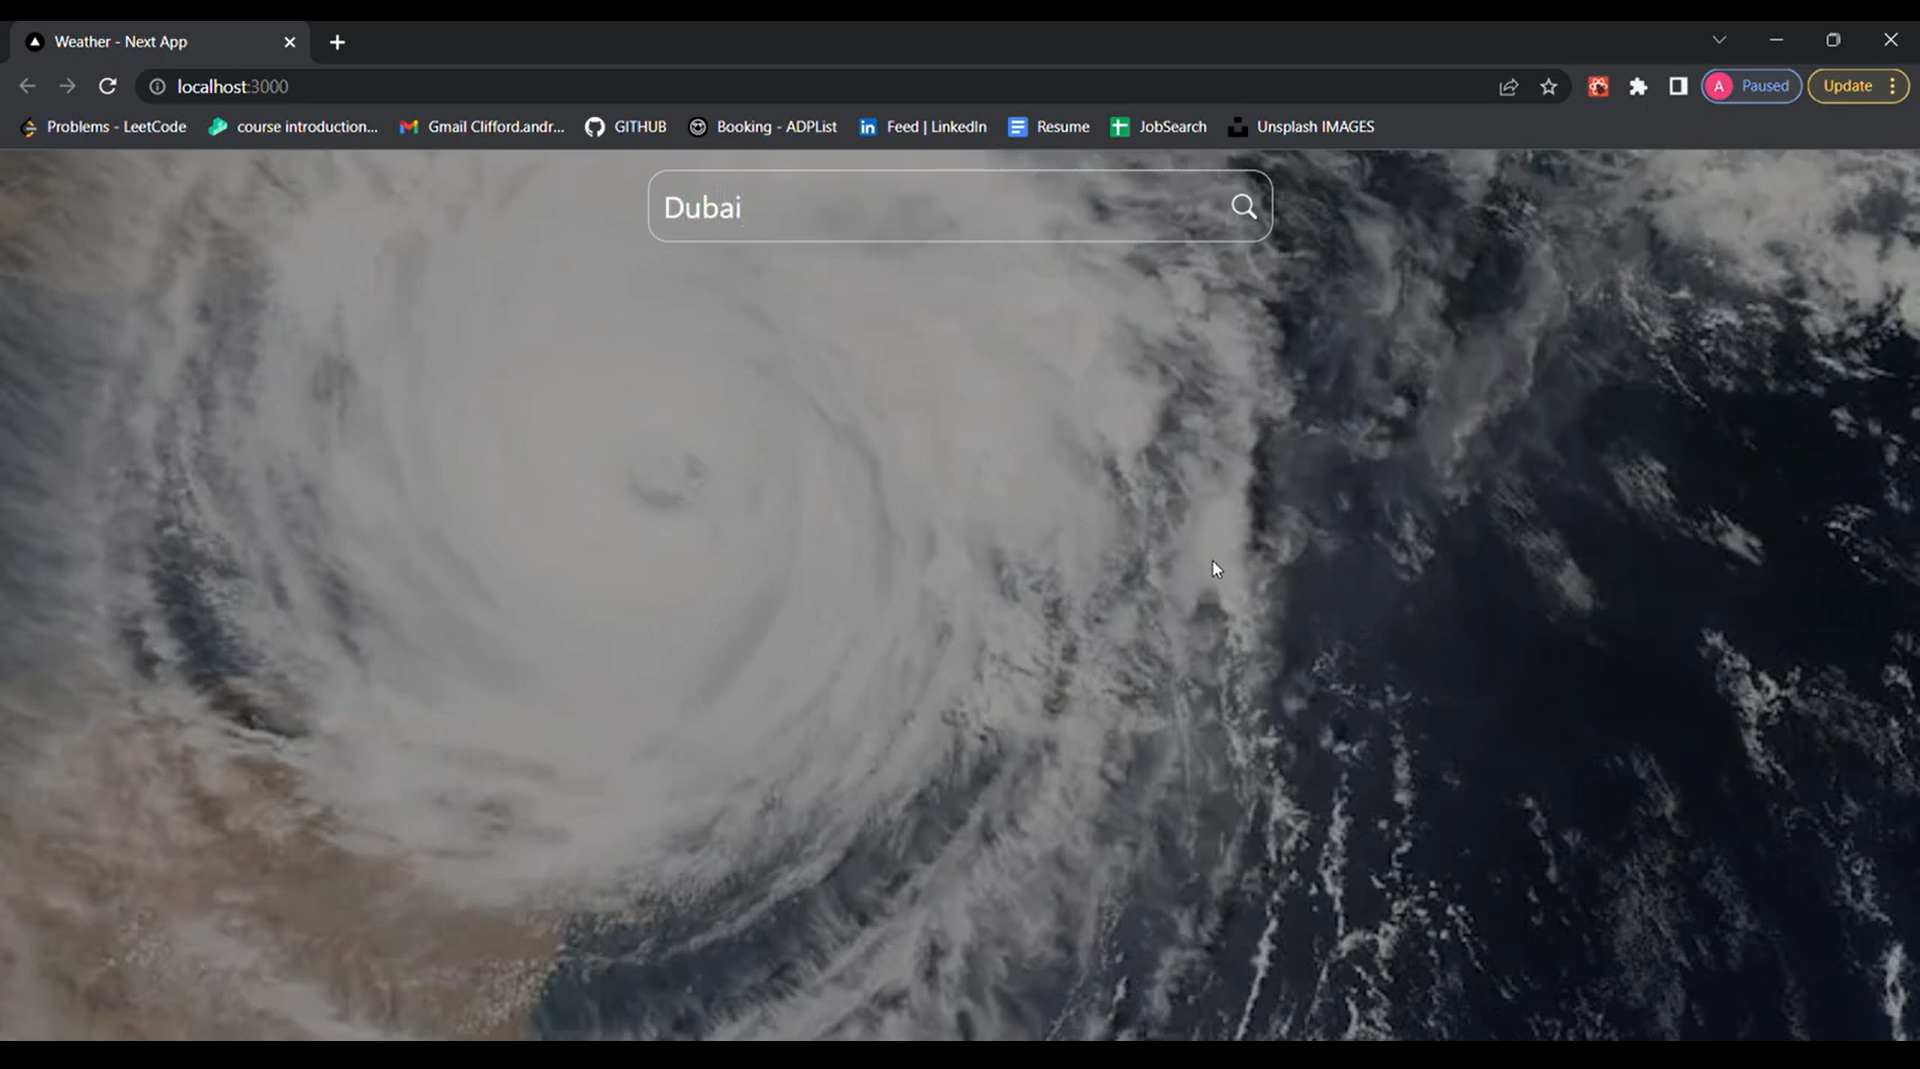 Weather - Next App
localhost:3000
A Paused Update
Problems - LeetCode course introduction... Gmail Clifford.andr... GITHUB Booking - ADPList Feed | LinkedIn Resume JobSearch Unsplash IMAGES
Dubai